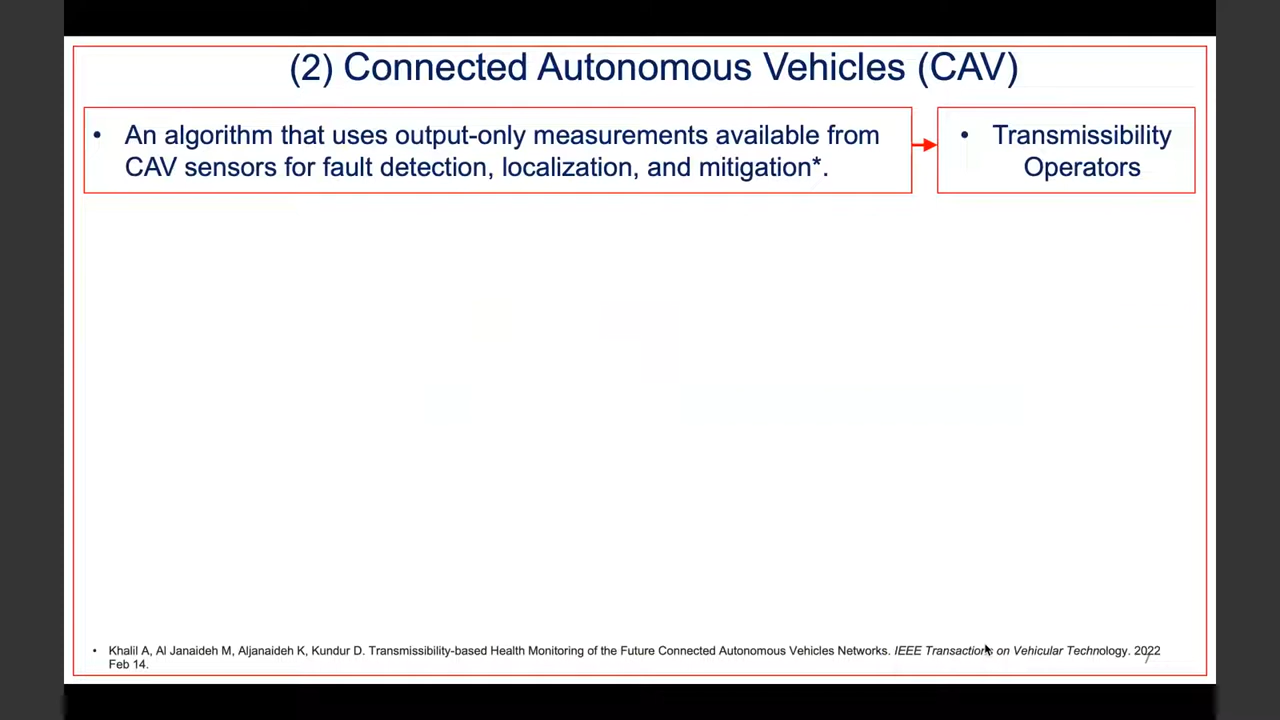 (2) Connected Autonomous Vehicles (CAV)
• An algorithm that uses output-only measurements available from
CAV sensors for fault detection, localization, and mitigation*.
• Transmissibility
Operators
• Khalil A, Al Janaideh M, Aljanaideh K, Kundur D. Transmissibility-based Health Monitoring of the Future Connected Autonomous Vehicles Networks. IEEE Transactions on Vehicular Technology. 2022
Feb 14.
7